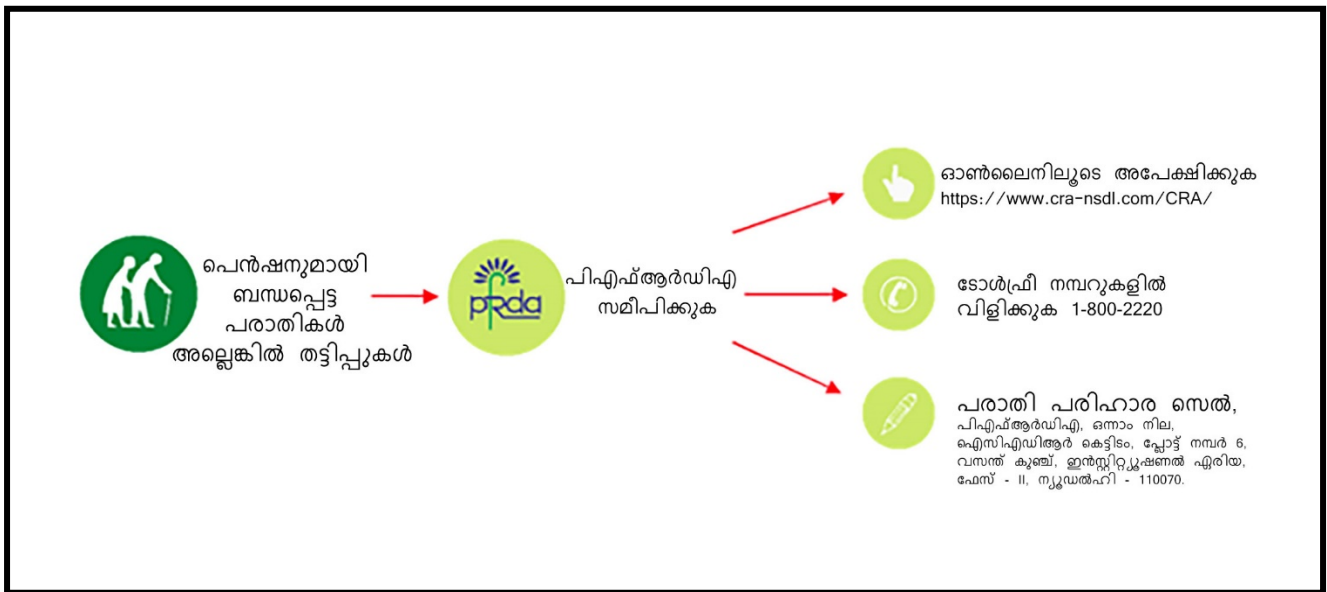 പെൻഷനുമായി
ബന്ധപ്പെട്ട
പരാതികൾ
അല്ലെങ്കിൽ തട്ടിപ്പുകൾ
pfrda
പിഎഫ്ആർഡിഎ
സമീപിക്കുക
ഓൺലൈനിലൂടെ അപേക്ഷിക്കുക
https://www.cra-nsdl.com/CRA/
ടോൾഫ്രീ നമ്പറുകളിൽ
വിളിക്കുക 1-800-2220
പരാതി പരിഹാര സെൽ,
പിഎഫ്ആർഡിഎ, ഒന്നാം നില,
ഐസിഎഡിആർ കെട്ടിടം, പ്ലോട്ട് നമ്പർ 6,
വസന്ത് കുഞ്ച്, ഇൻസ്റ്റിറ്റ്യൂഷണൽ ഏരിയ,
ഫേസ് - II, ന്യൂഡൽഹി - 110070.